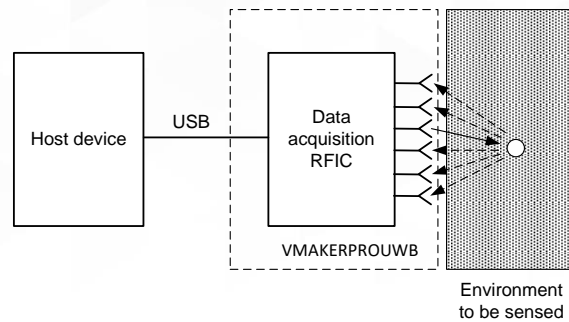 Host device
USB
Data
acquisition
RFIC
VMAKERPROUWB
Environment
to be sensed